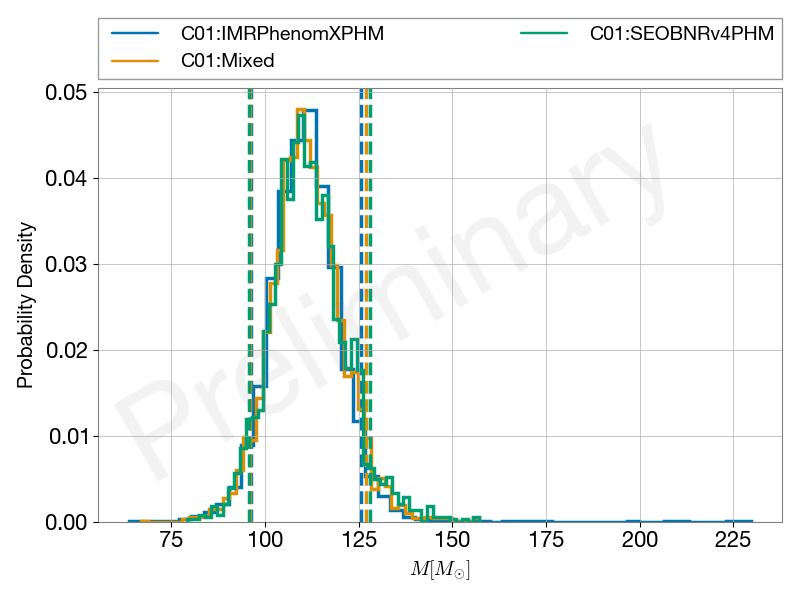 C01:IMRPhenomXPHM
C01:Mixed
C01:SEOBNRv4PHM
0.05
0.04
0.03
0.02
0.01
0.00
Probability Density
75 100 125 150 175 200 225
M[M☉]
Preliminary